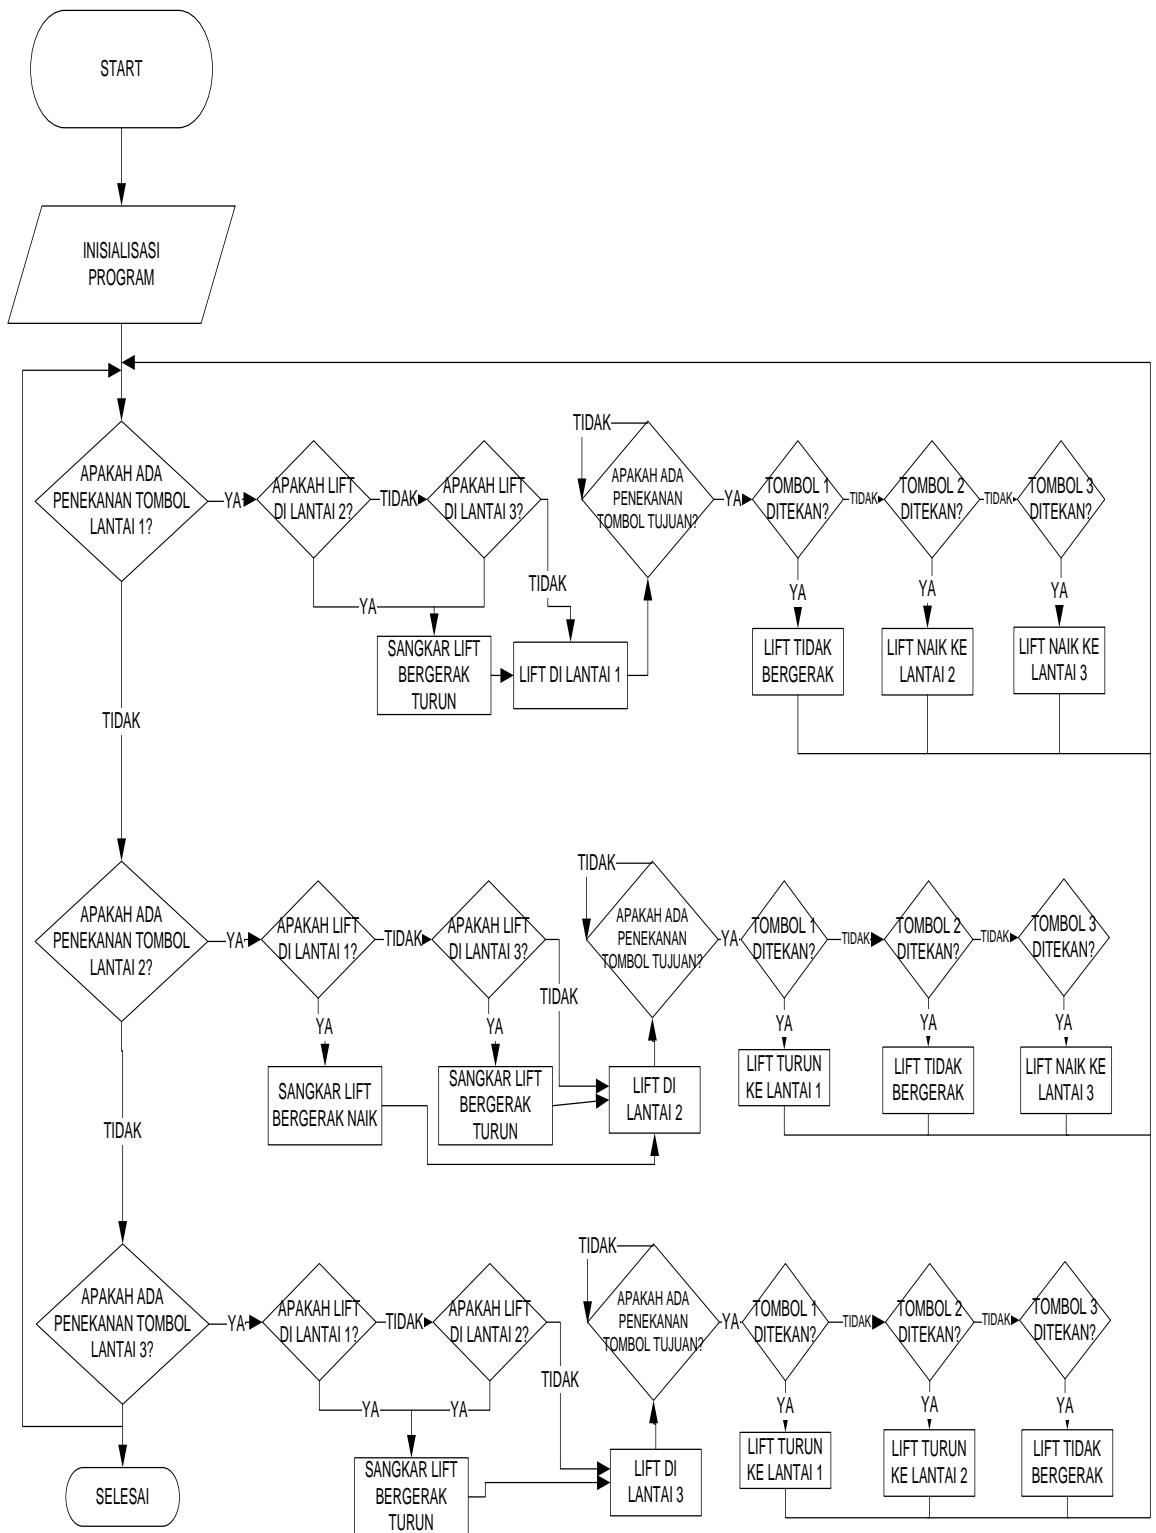 START
INISIALISASI
PROGRAM
APAKAH ADA
PENEKANAN TOMBOL
LANTAI 1?
YA
APAKAH LIFT
DI LANTAI 2?
TIDAK
APAKAH LIFT
DI LANTAI 3?
YA
TIDAK
SANGKAR LIFT
BERGERAK
TURUN
LIFT DI LANTAI 1
TIDAK
APAKAH ADA
PENEKANAN
TOMBOL TUJUAN?
YA
TOMBOL 1
DITEKAN?
TIDAK
TOMBOL 2
DITEKAN?
TIDAK
TOMBOL 3
DITEKAN?
YA
YA
YA
LIFT TIDAK
BERGERAK
LIFT NAIK KE
LANTAI 2
LIFT NAIK KE
LANTAI 3
TIDAK
APAKAH ADA
PENEKANAN TOMBOL
LANTAI 2?
YA
APAKAH LIFT
DI LANTAI 1?
TIDAK
APAKAH LIFT
DI LANTAI 3?
TIDAK
YA
YA
SANGKAR LIFT
BERGERAK NAIK
SANGKAR LIFT
BERGERAK
TURUN
LIFT DI
LANTAI 2
TIDAK
APAKAH ADA
PENEKANAN
TOMBOL TUJUAN?
YA
TOMBOL 1
DITEKAN?
TIDAK
TOMBOL 2
DITEKAN?
TIDAK
TOMBOL 3
DITEKAN?
YA
YA
YA
LIFT TURUN
KE LANTAI 1
LIFT TIDAK
BERGERAK
LIFT NAIK KE
LANTAI 3
TIDAK
APAKAH ADA
PENEKANAN TOMBOL
LANTAI 3?
YA
APAKAH LIFT
DI LANTAI 1?
TIDAK
APAKAH LIFT
DI LANTAI 2?
TIDAK
YA
YA
SANGKAR LIFT
BERGERAK
TURUN
LIFT DI
LANTAI 3
TIDAK
APAKAH ADA
PENEKANAN
TOMBOL TUJUAN?
YA
TOMBOL 1
DITEKAN?
TIDAK
TOMBOL 2
DITEKAN?
TIDAK
TOMBOL 3
DITEKAN?
YA
YA
YA
LIFT TURUN
KE LANTAI 1
LIFT TURUN
KE LANTAI 2
LIFT TIDAK
BERGERAK
SELESAI